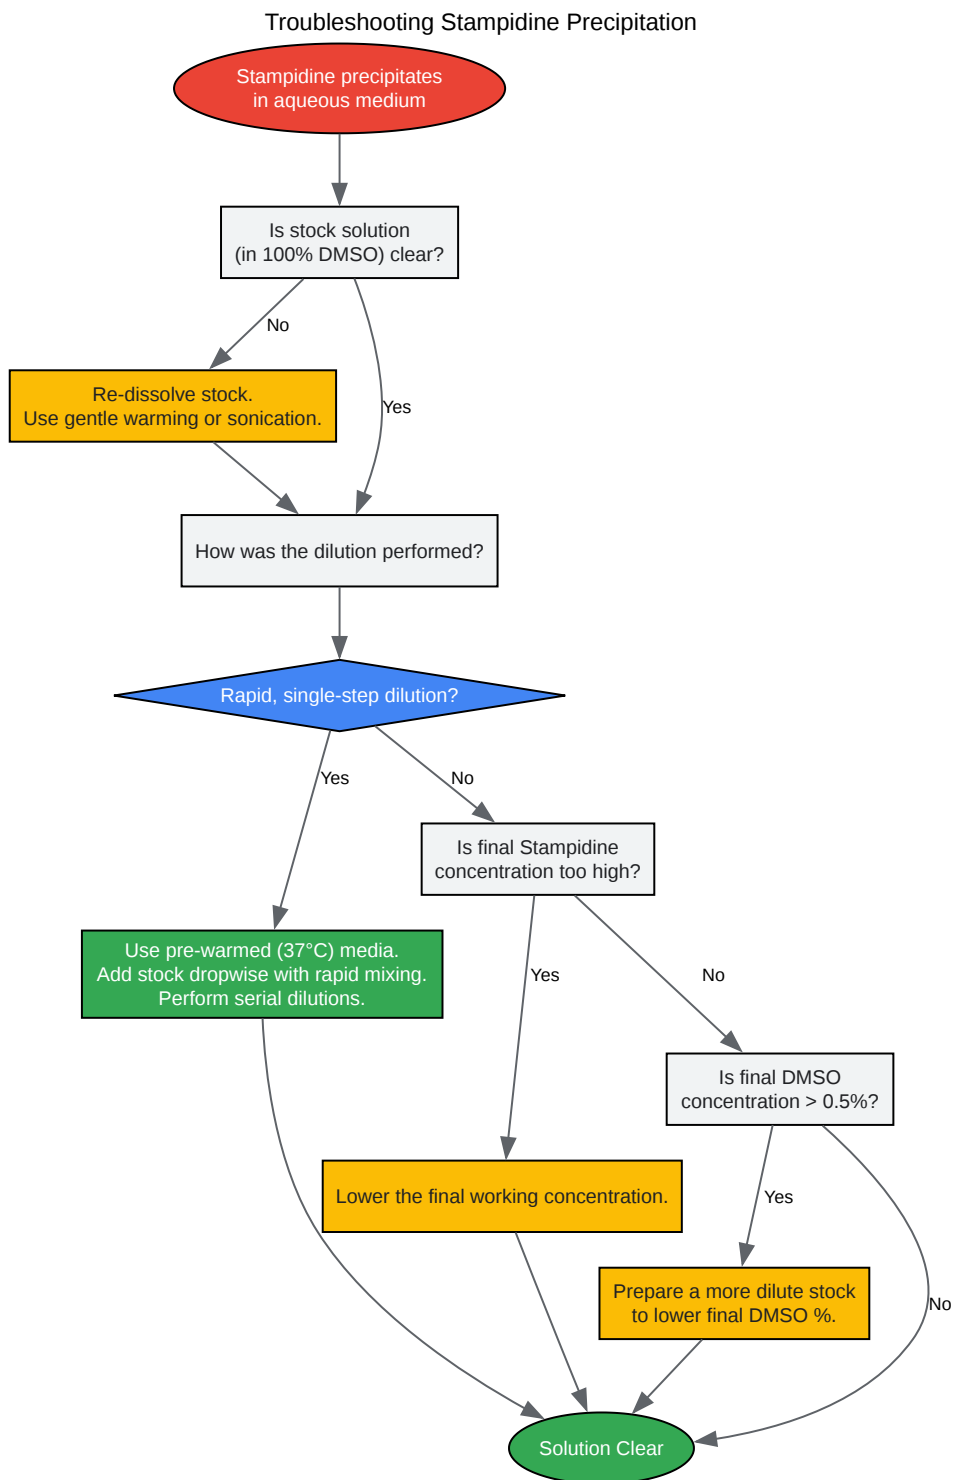 Troubleshooting Stampidine Precipitation
Stampidine precipitates
in aqueous medium
Is stock solution
(in 100% DMSO) clear?
No
Re-dissolve stock.
Use gentle warming or sonication.
Yes
How was the dilution performed?
Rapid, single-step dilution?
Yes
No
Is final Stampidine
concentration too high?
Use pre-warmed (37°C) media.
Add stock dropwise with rapid mixing.
Perform serial dilutions.
Yes
No
Is final DMSO
concentration > 0.5%?
Lower the final working concentration.
Yes
Prepare a more dilute stock
to lower final DMSO %.
No
Solution Clear